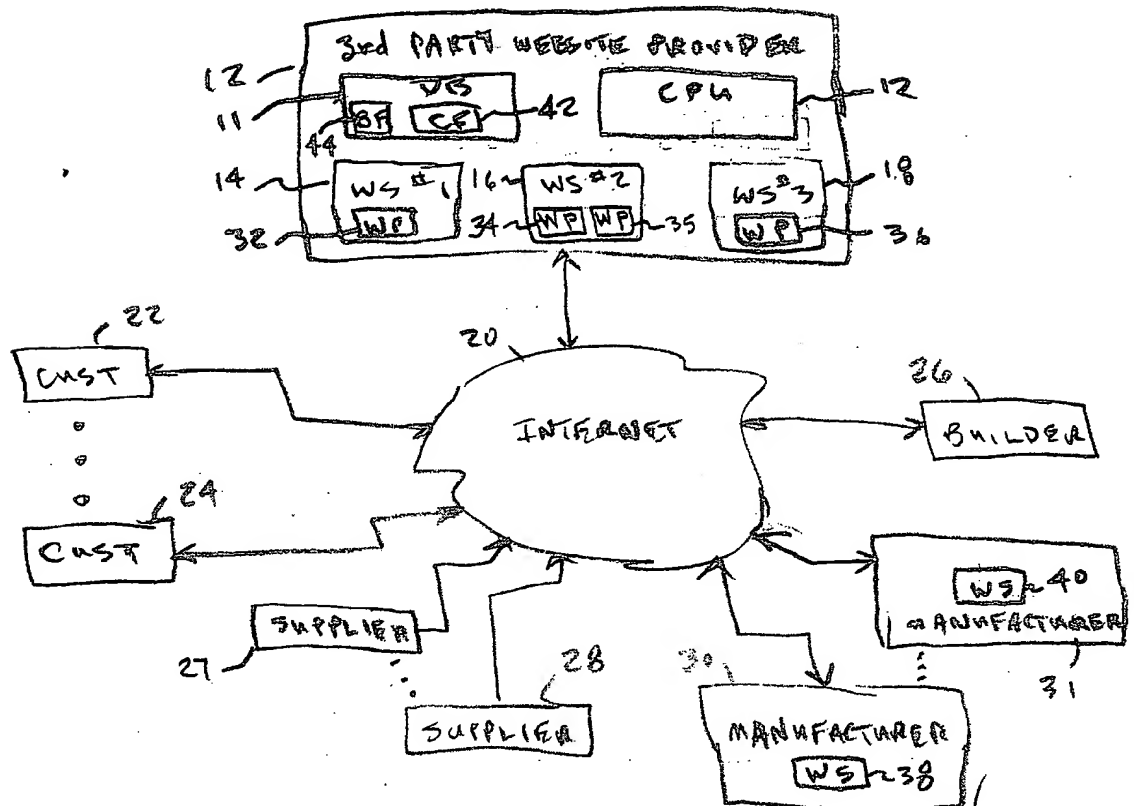 3rd PARTY WEBSITE PROVIDER
12
11
DB
CPU
12
44
BF
CF
42
14
WS #1
WP
32
16
WS #2
34
WP
WP
35
WS #3
18
WP
36
22
CUST
20
INTERNET
26
BUILDER
24
CUST
SUPPLIER
27
28
SUPPLIER
WS
40
MANUFACTURER
31
30
MANUFACTURER
WS
38